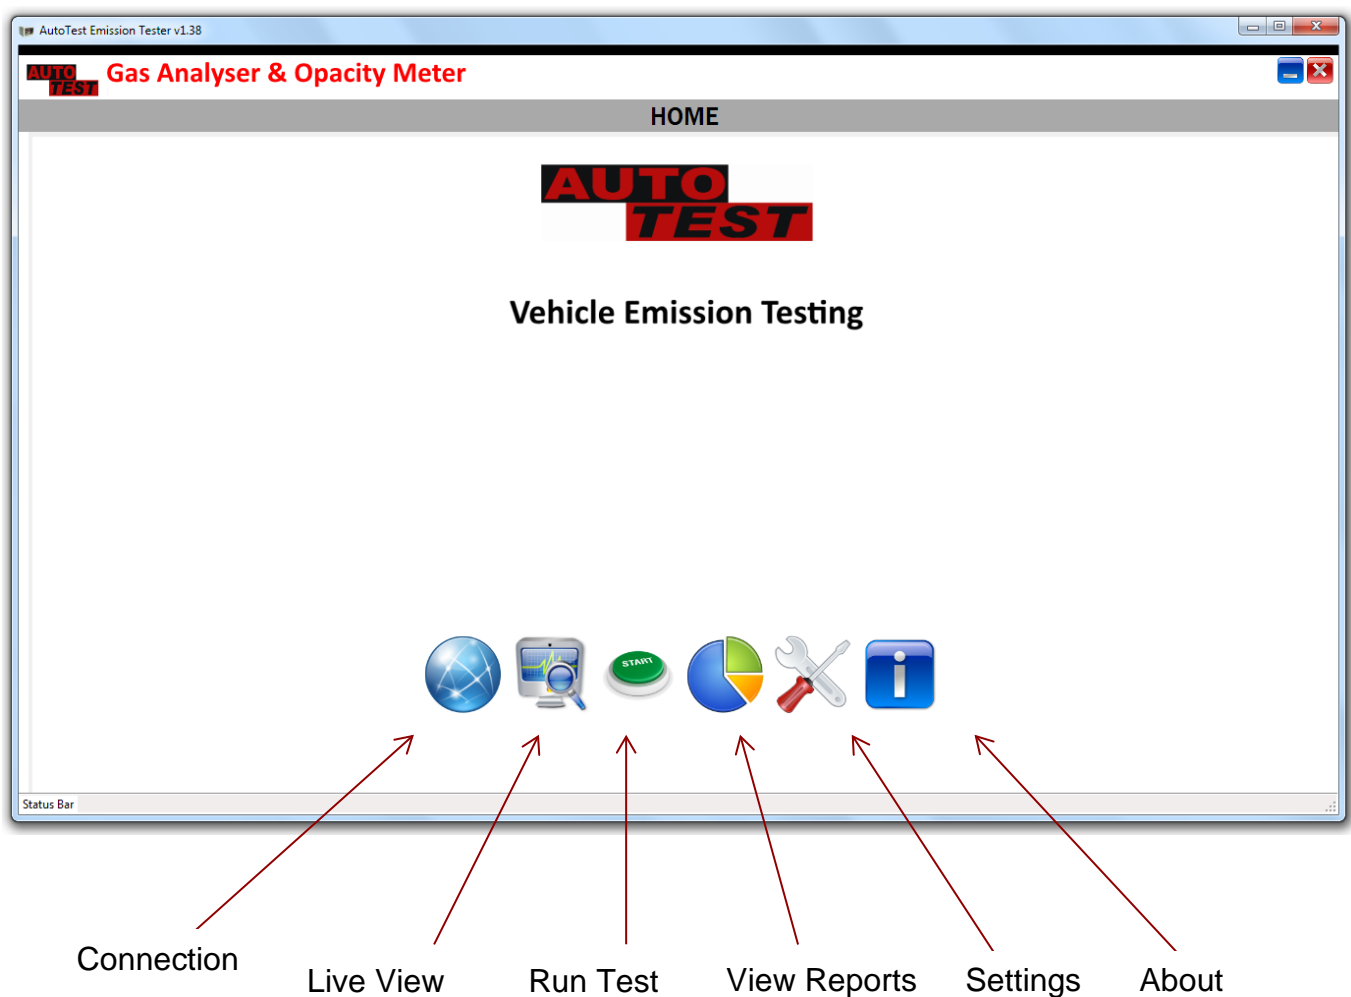 AutoTest Emission Tester v1.38
AUTO
TEST
Gas Analyser & Opacity Meter
HOME
AUTO
TEST
Vehicle Emission Testing
START
i
Status Bar
Connection
Live View
Run Test
View Reports
Settings
About